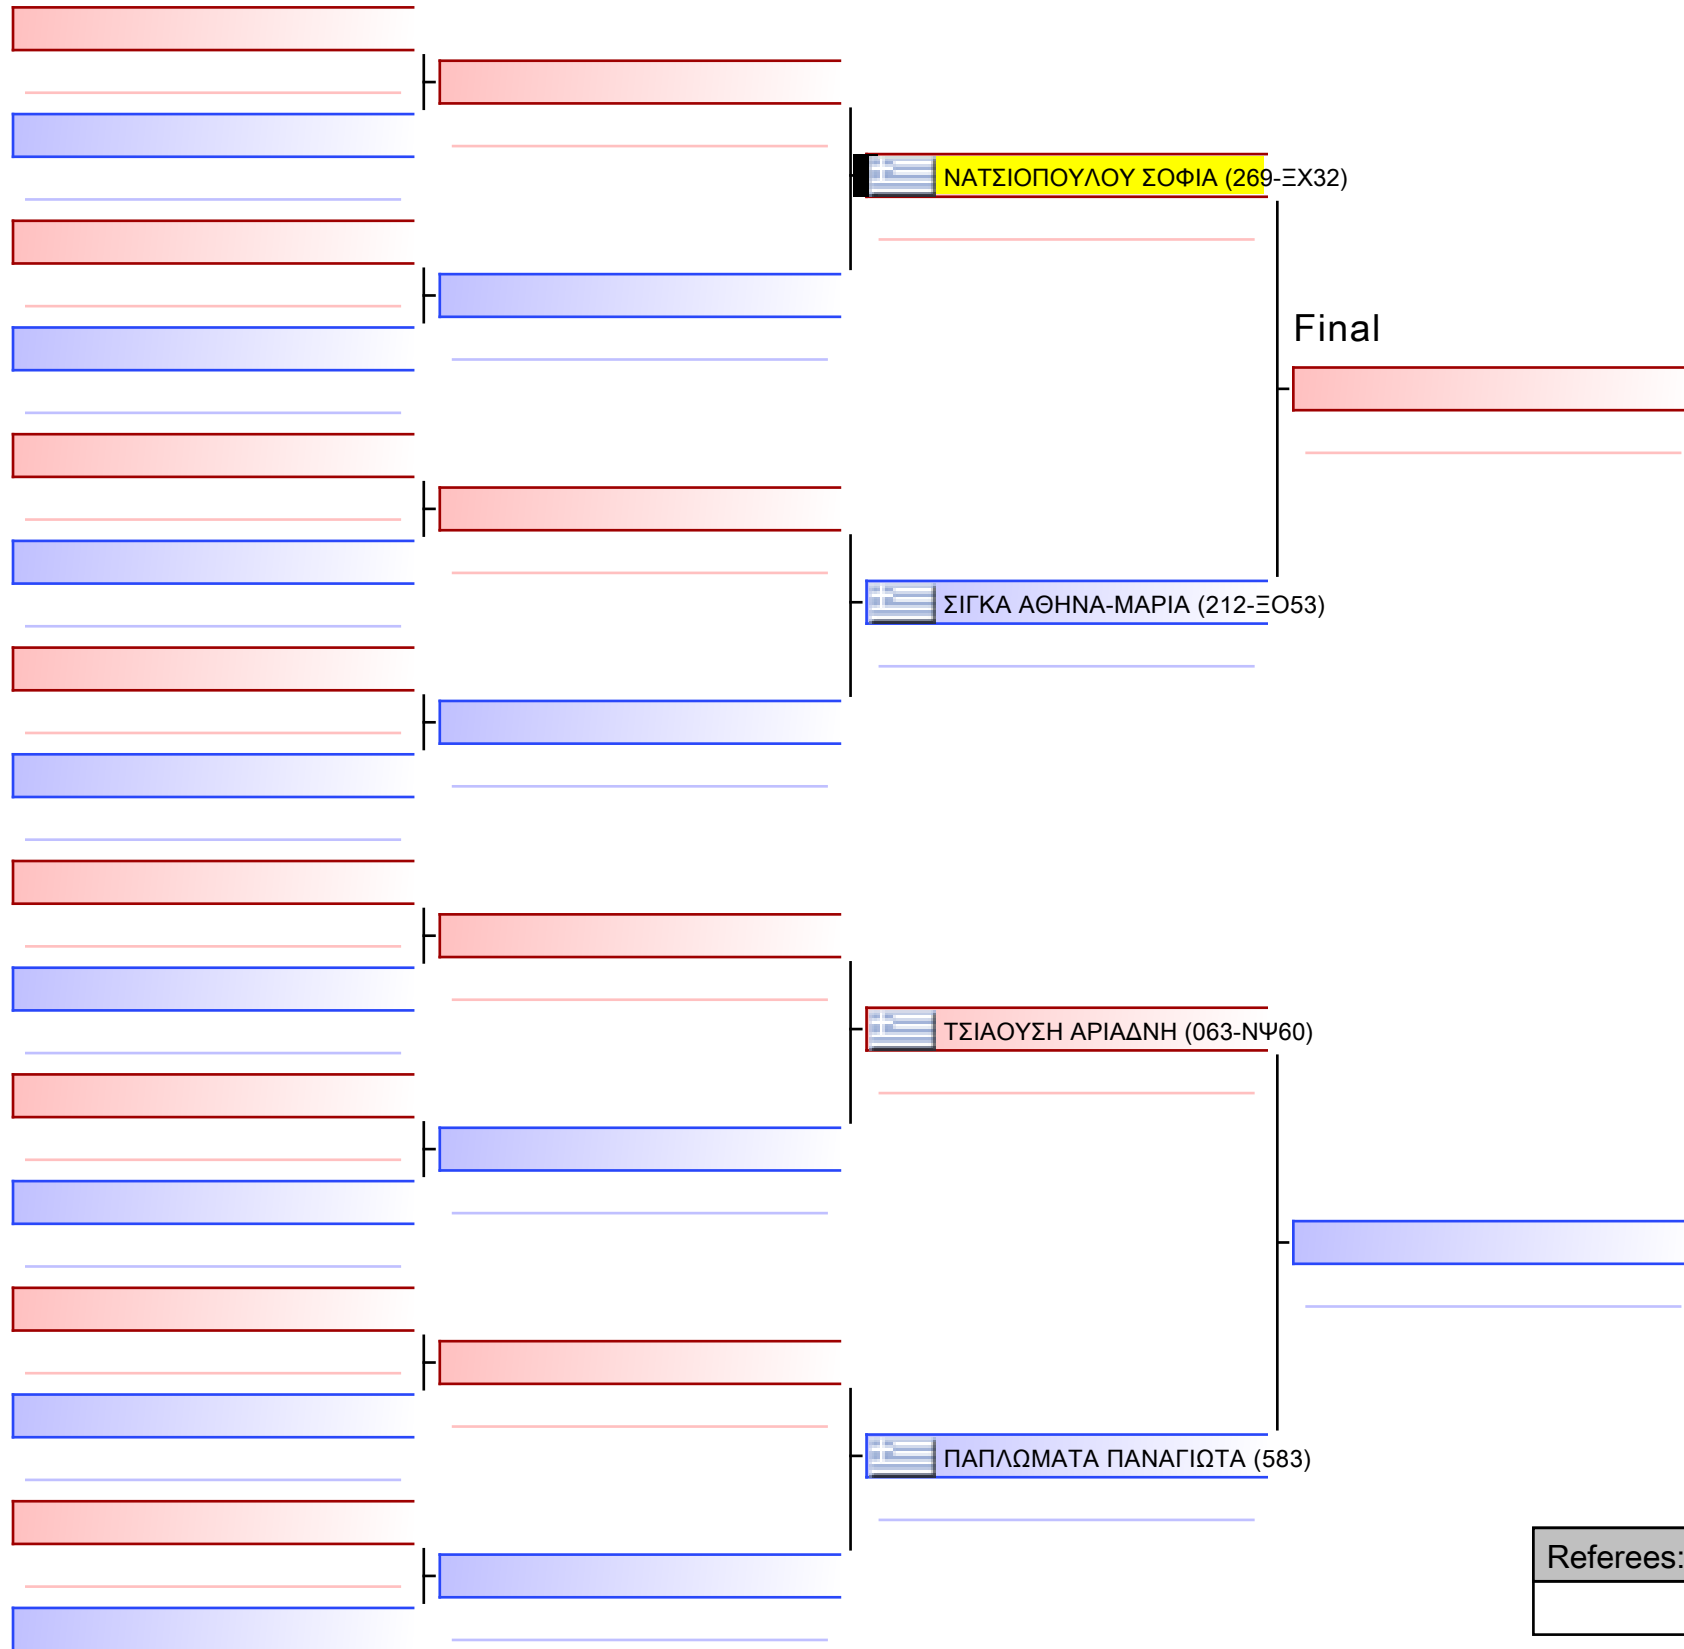 ΝΑΤΣΙΟΠΟΥΛΟΥ ΣΟΦΙΑ (269-ΞΧ32)
Final
ΣΙΓΚΑ ΑΘΗΝΑ-ΜΑΡΙΑ (212-ΞΟ53)
ΤΣΙΑΟΥΣΗ ΑΡΙΑΔΝΗ (063-ΝΨ60)
ΠΑΠΛΩΜΑΤΑ ΠΑΝΑΓΙΩΤΑ (583)
Referees: